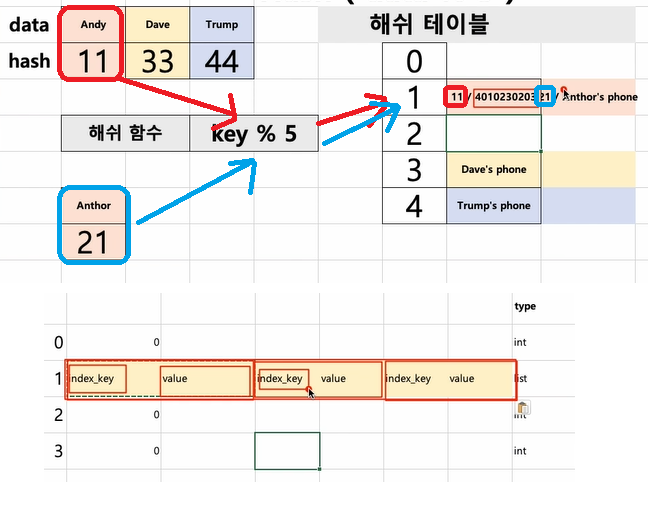 data Andy Dave Trump 해쉬 테이블
hash 11 33 44 0
1 11 / 4010230203 21 / Anthor's phone
해쉬 함수 key % 5 2
3 Dave's phone
Anthor 4 Trump's phone
21
type
0 0 int
1 index_key value index_key value index_key value list
2 0 int
3 0 int